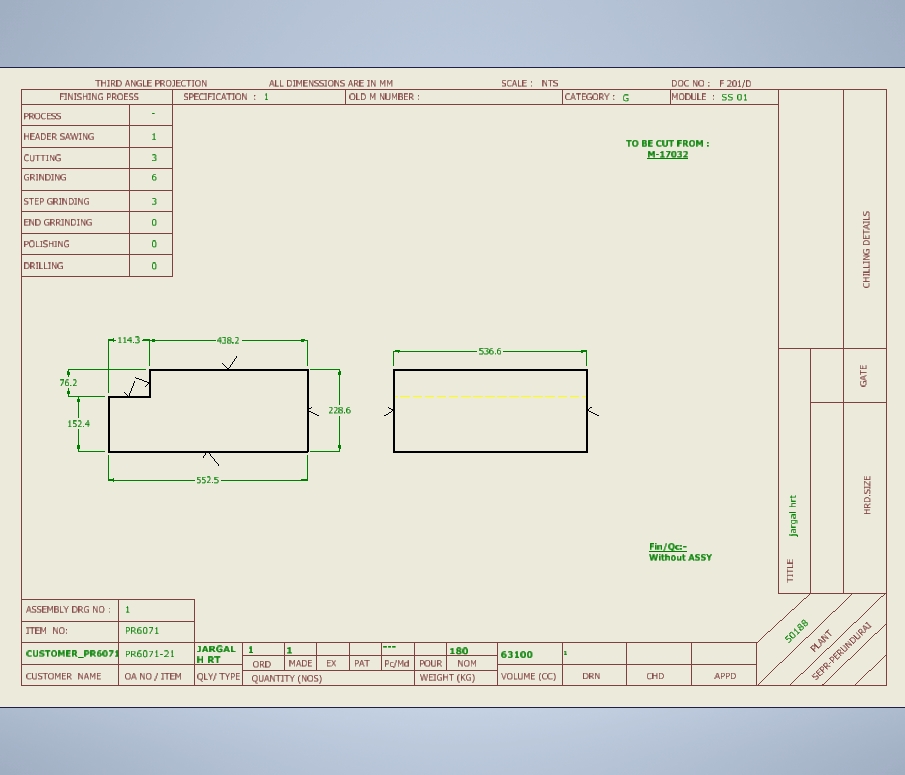 THIRD ANGLE PROJECTION ALL DIMENSSIONS ARE IN MM SCALE : NTS DOC NO : F 201/D
FINISHING PROESS SPECIFICATION : 1 OLD M NUMBER : CATEGORY : G MODULE : SS 01
PROCESS -
HEADER SAWING 1
CUTTING 3
GRINDING 6
STEP GRINDING 3
END GRRINDING 0
POLISHING 0
DRILLING 0
TO BE CUT FROM :
M-17032
CHILLING DETAILS
GATE
HRD.SIZE
TITLE Jargal hrt
114.3 438.2
76.2
152.4
228.6
552.5
536.6
Fin/Qc:-
Without ASSY
ASSEMBLY DRG NO : 1
ITEM NO: PR6071
CUSTOMER_PR6071 PR6071-21 JARGAL H RT 1 1 --- 180 63100 1
ORD MADE EX PAT Pc/Md POUR NOM
CUSTOMER NAME OA NO / ITEM QLY/ TYPE QUANTITY (NOS) WEIGHT (KG) VOLUME (CC) DRN CHD APPD
50188
PLANT
SEPR-PERUNDURAI